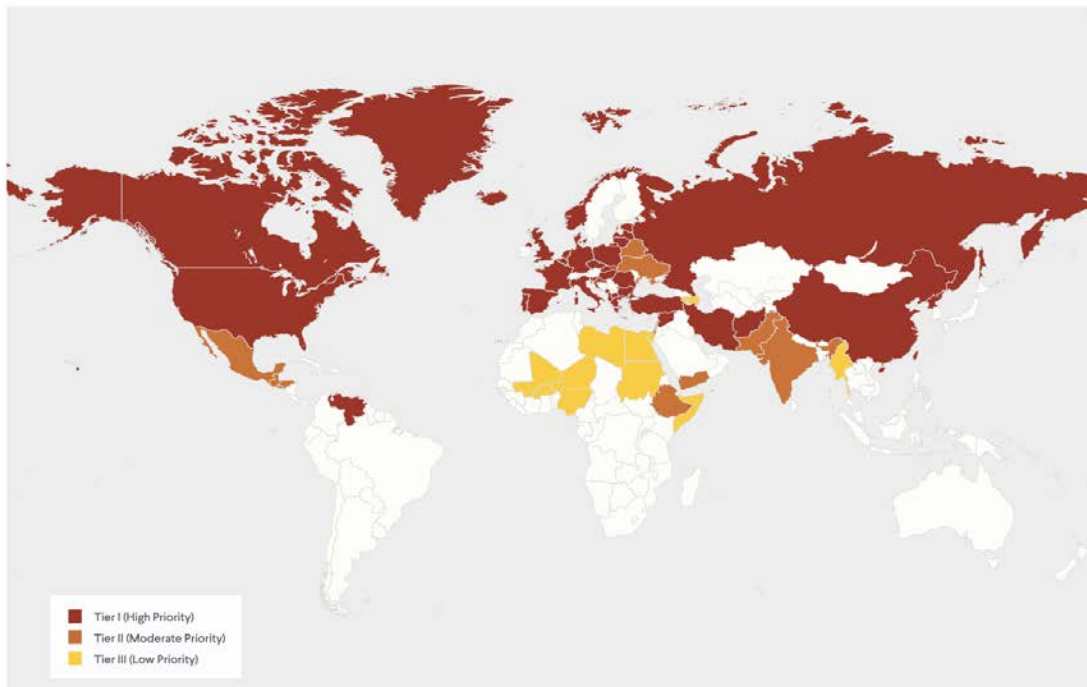 Tier I (High Priority)
Tier II (Moderate Priority)
Tier III (Low Priority)